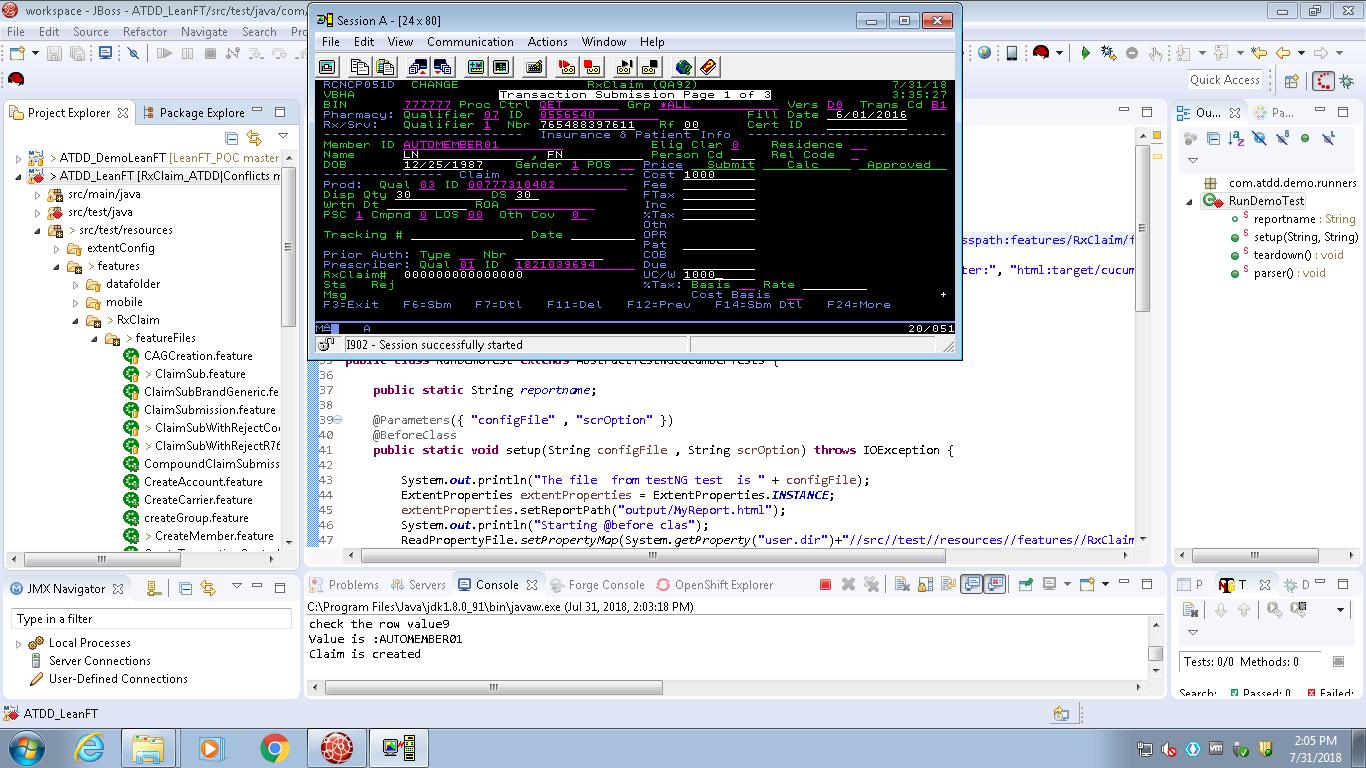 workspace - JBoss - ATDD_LeanFT/src/test/java/com/
File Edit Source Refactor Navigate Search
Quick Access
Project Explorer Package Explorer
> ATDD_DemoLeanFT [LeanFT_POC master
> ATDD_LeanFT [RxClaim_ATDD|Conflicts m
src/main/java
src/test/java
> src/test/resources
extentConfig
> features
datafolder
mobile
> RxClaim
> featureFiles
CAGCreation.feature
> ClaimSub.feature
ClaimSubBrandGeneric.fe
ClaimSubmission.feature
> ClaimSubWithRejectCo
> ClaimSubWithRejectR76
CompoundClaimSubmiss
CreateAccount.feature
CreateCarrier.feature
createGroup.feature
> CreateMember.feature
Session A - [24 x 80]
File Edit View Communication Actions Window Help
RCNCP051D CHANGE RxClaim (QA92) 7/31/18
VBHA Transaction Submission Page 1 of 3 3:35:27
BIN 777777 Proc Ctrl QET Grp *ALL Vers D0 Trans Cd B1
Pharmacy: Qualifier 07 ID 0556540 Fill Date 6/01/2016
Rx/Srv: Qualifier 1 Nbr 765488397611 Rf 00 Cert ID
Insurance & Patient Info
Member ID AUTOMEMBER01 Elig Clar 0 Residence
Name LN , FN Person Cd Rel Code
DOB 12/25/1987 Gender 1 POS Price Submit Calc Approved
Claim Cost 1000
Prod: Qual 03 ID 00777310402 Fee
Disp Qty 30 DS 30 FTax
Wrtn Dt ROA Inc
PSC 1 Cmpnd 0 LOS 00 Oth Cov 0 %Tax
Oth
Tracking # Date OPR
Pat
Prior Auth: Type Nbr COB
Prescriber: Qual 01 ID 1821039694 Due
RxClaim# 000000000000000 UC/W 1000
Sts Rej %Tax: Basis Rate
Msg Cost Basis +
F3=Exit F6=Sbm F7=Dtl F11=Del F12=Prev F14=Sbm Dtl F24=More
MA A 20/051
I902 - Session successfully started
sspath:features/RxClaim/f
ter:", "html:target/cucum
36
37 public static String reportname;
38
39 @Parameters({ "configFile" , "scrOption" })
40 @BeforeClass
41 public static void setup(String configFile , String scrOption) throws IOException {
42
43 System.out.println("The file from testNG test is " + configFile);
44 ExtentProperties extentProperties = ExtentProperties.INSTANCE;
45 extentProperties.setReportPath("output/MyReport.html");
46 System.out.println("Starting @before clas");
47 ReadPropertyFile.setPropertyMap(System.getProperty("user.dir")+"//src//test//resources//features//RxClaim
Ou... Pa...
com.atdd.demo.runners
RunDemoTest
reportname : String
setup(String, String)
teardown() : void
parser() : void
JMX Navigator
Type in a filter
Local Processes
Server Connections
User-Defined Connections
Problems Servers Console Forge Console OpenShift Explorer
C:\Program Files\Java\jdk1.8.0_91\bin\javaw.exe (Jul 31, 2018, 2:03:18 PM)
check the row value9
Value is :AUTOMEMBER01
Claim is created
P T D
Tests: 0/0 Methods: 0
Search: Passed: 0 Failed:
ATDD_LeanFT
2:05 PM
7/31/2018